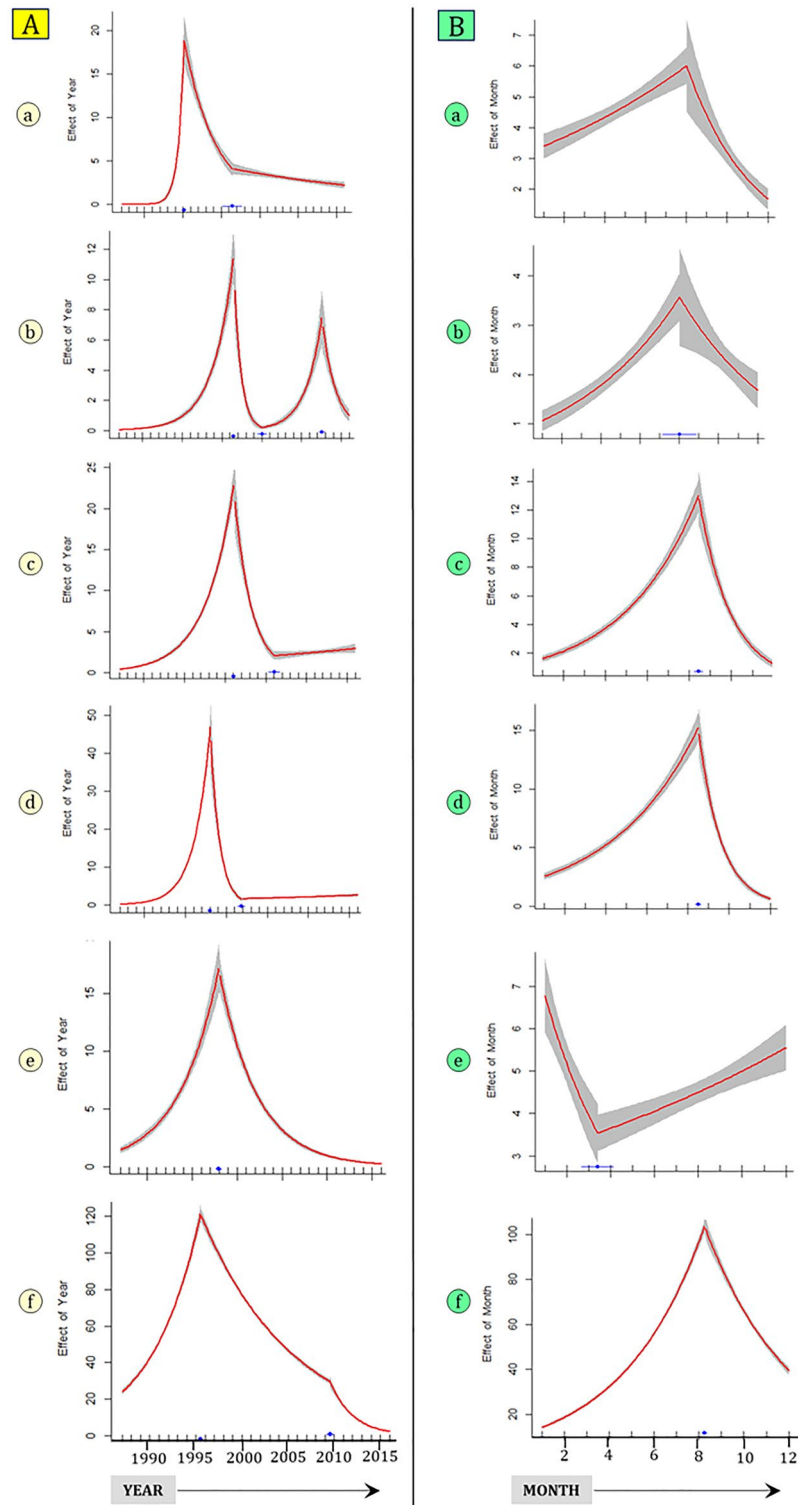 A
a
Effect of Year
20
15
10
5
0
b
Effect of Year
12
10
8
6
4
2
0
c
Effect of Year
25
20
15
10
5
0
d
Effect of Year
50
40
30
20
10
0
e
Effect of Year
15
10
5
0
f
Effect of Year
120
100
80
60
40
20
0
1990 1995 2000 2005 2010 2015
YEAR
B
a
Effect of Month
7
6
5
4
3
2
b
Effect of Month
4
3
2
1
c
Effect of Month
14
12
10
8
6
4
2
d
Effect of Month
15
10
5
0
e
Effect of Month
7
6
5
4
3
f
Effect of Month
100
80
60
40
20
2 4 6 8 10 12
MONTH